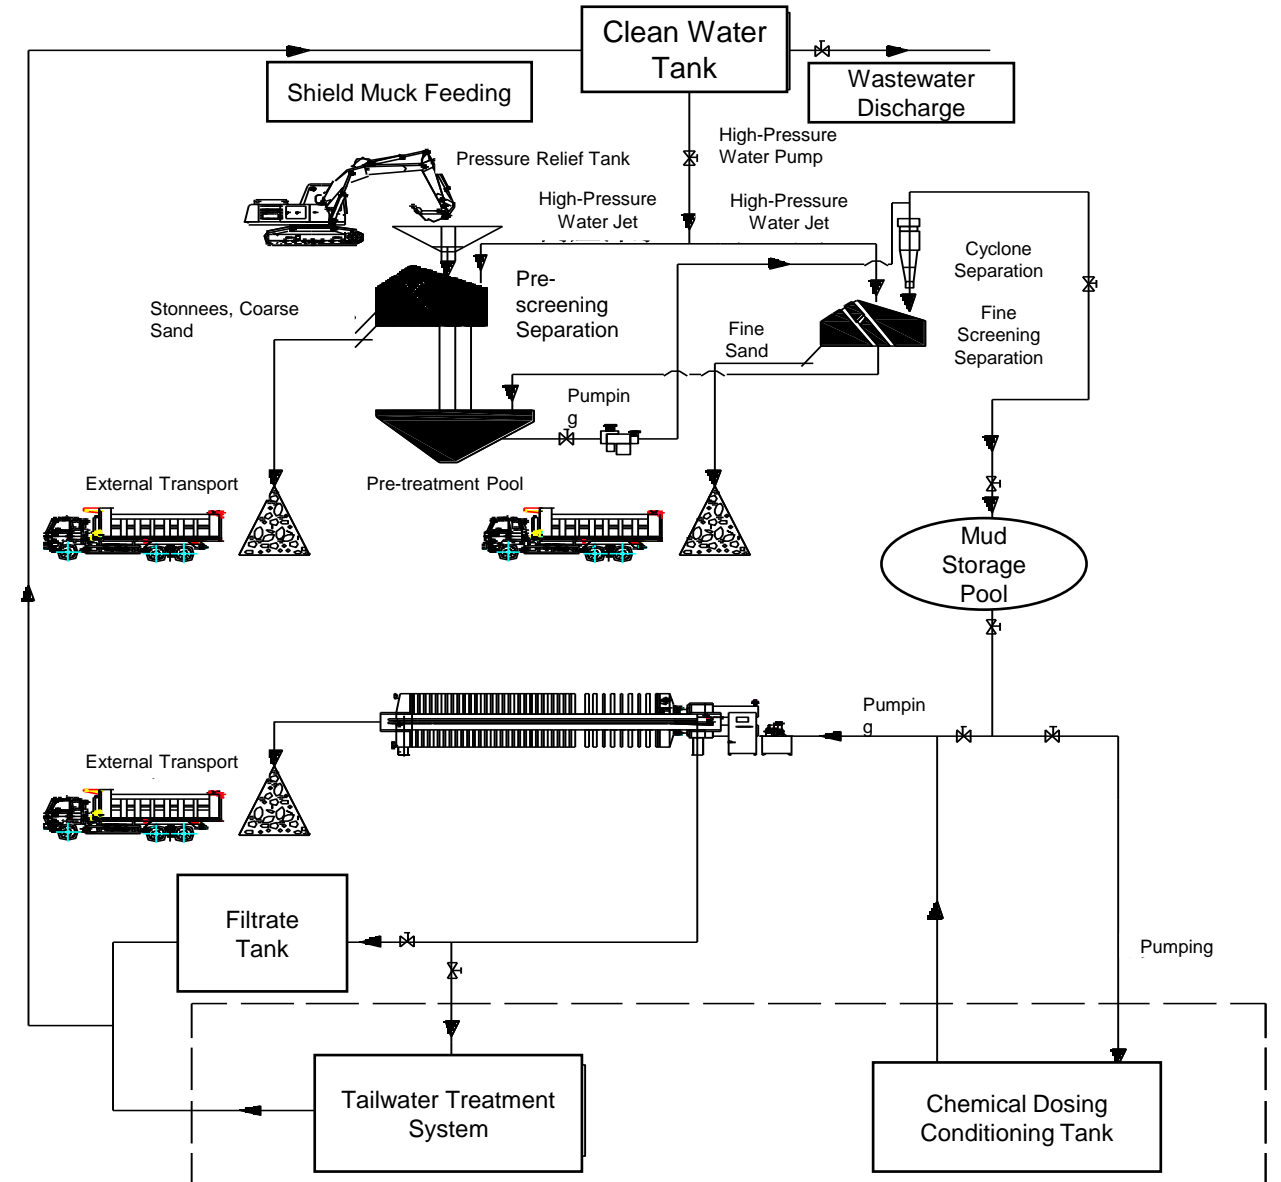 Clean Water
Tank
Shield Muck Feeding
Wastewater
Discharge
High-Pressure
Water Pump
Pressure Relief Tank
High-Pressure
Water Jet
High-Pressure
Water Jet
Cyclone
Separation
Pre-
screening
Separation
Stonnees, Coarse
Sand
Fine
Sand
Fine
Screening
Separation
Pumpin
g
External Transport
Pre-treatment Pool
Mud
Storage
Pool
Pumpin
g
External Transport
Filtrate
Tank
Pumping
Tailwater Treatment
System
Chemical Dosing
Conditioning Tank